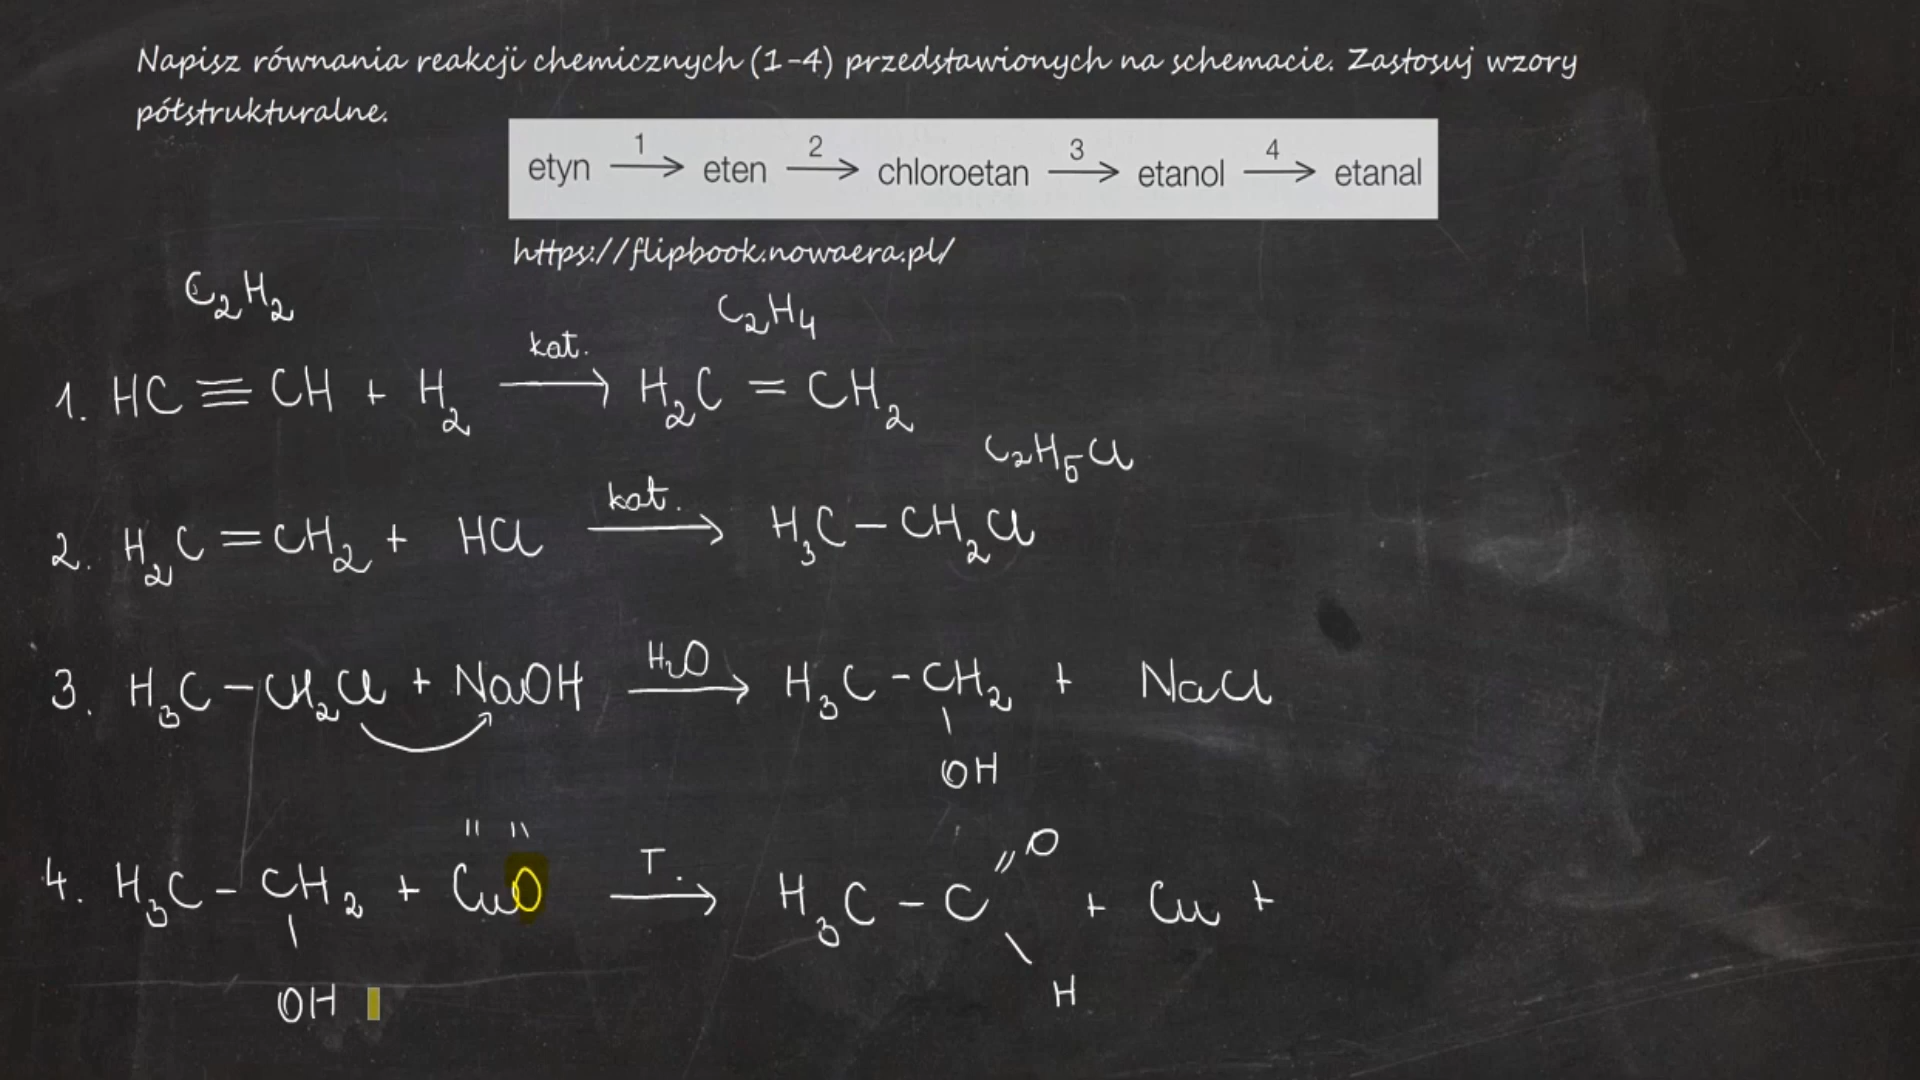 Napisz równania reakcji chemicznych (1-4) przedstawionych na schemacie. Zastosuj wzory
półstrukturalne.
etyn 1→ eten 2→ chloroetan 3→ etanol 4→ etanal
https://flipbook.nowaera.pl/
C₂H₂
C₂H₄
kat.
1. HC ≡ CH + H₂ → H₂C = CH₂
C₂H₅Cl
kat.
2. H₂C = CH₂ + HCl → H₃C – CH₂Cl
H₂O
3. H₃C – CH₂Cl + NaOH → H₃C – CH₂ + NaCl
|
OH
" "
T.
4. H₃C – CH₂ + CuO → H₃C – C + Cu +
// O
\ H
|
OH